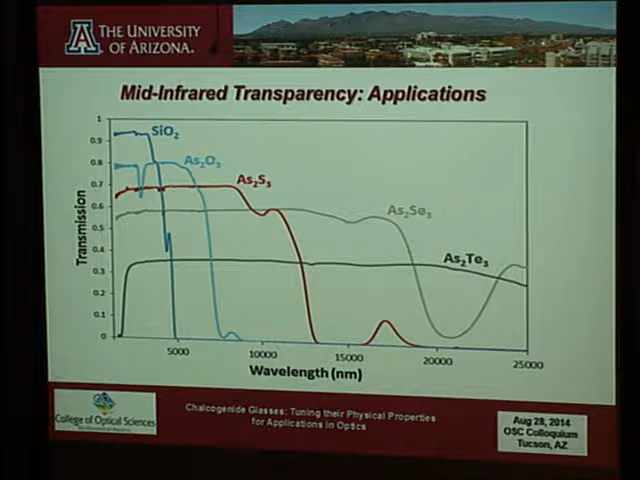 THE UNIVERSITY
OF ARIZONA.
Mid-Infrared Transparency: Applications
1
0.9
0.8
0.7
0.6
0.5
0.4
0.3
0.2
0.1
0
Transmission
SiO₂
As₂O₃
As₂S₃
As₂Se₃
As₂Te₃
5000
10000
15000
20000
25000
Wavelength (nm)
College of Optical Sciences
Chalcogenide Glasses: Tuning their Physical Properties
for Applications in Optics
Aug 28, 2014
OSC Colloquium
Tucson, AZ